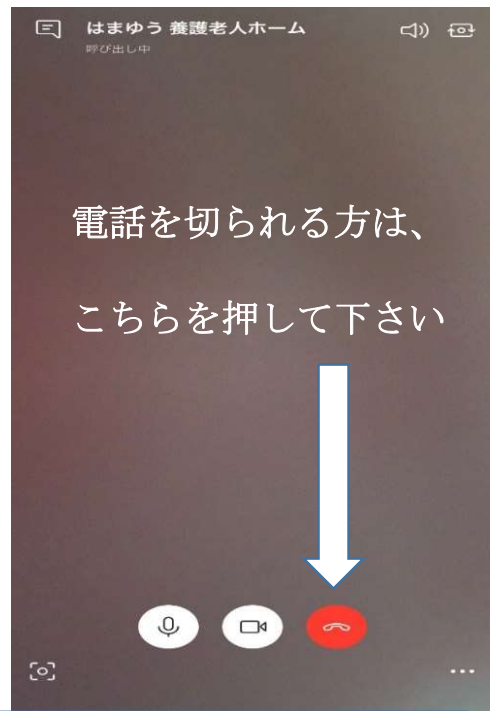 はまゆう 養護老人ホーム
呼び出し中
電話を切られる方は、
こちらを押して下さい